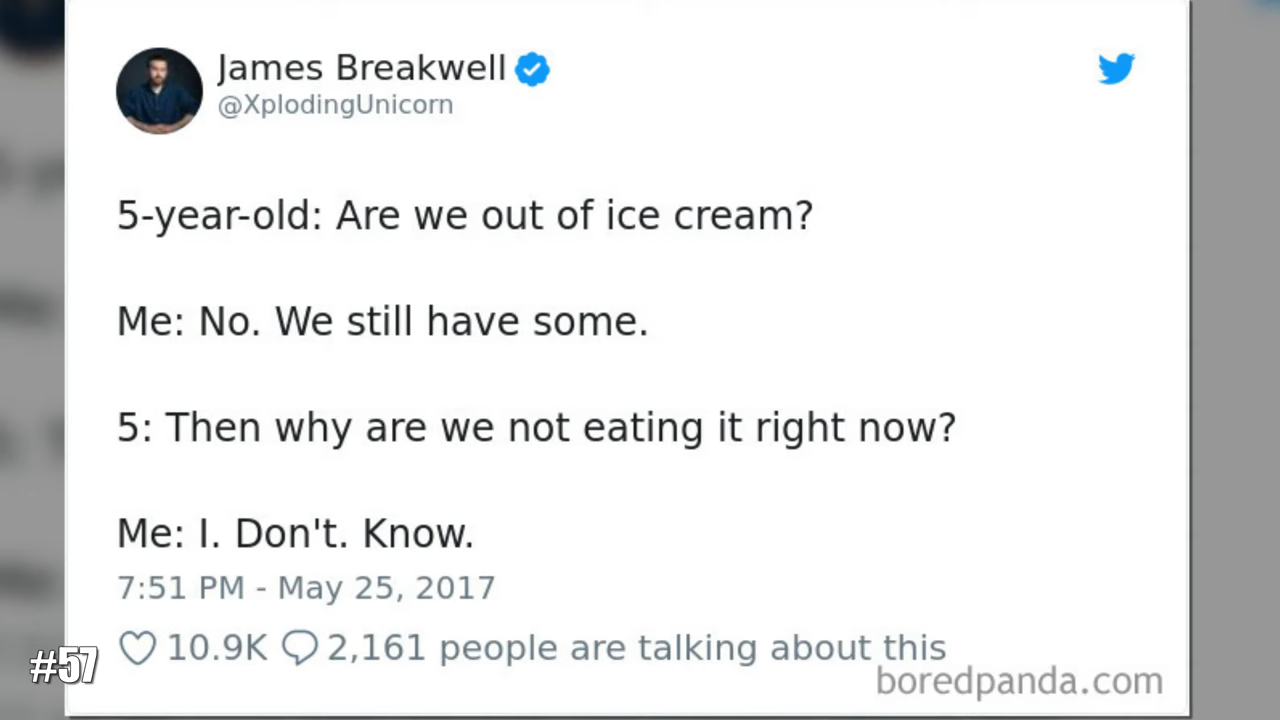 James Breakwell
@XplodingUnicorn
5-year-old: Are we out of ice cream?
Me: No. We still have some.
5: Then why are we not eating it right now?
Me: I. Don't. Know.
7:51 PM - May 25, 2017
10.9K 2,161 people are talking about this
#57
boredpanda.com